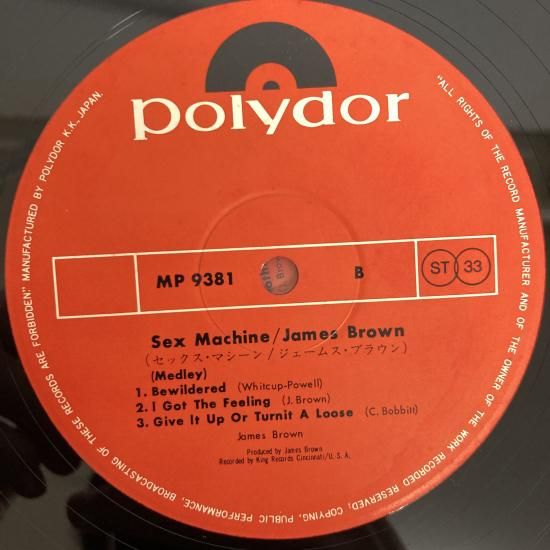 polydor
MP 9381
B
ST 33
Sex Machine/James Brown
(セックス・マシーン/ジェームス・ブラウン)
(Medley)
1. Bewildered (Whitcup-Powell)
2. I Got The Feeling (J. Brown)
3. Give It Up Or Turnit A Loose (C. Bobbitt)
James Brown
Produced by James Brown
Recorded by King Records Cincinnati/U.S.A.
"ALL RIGHTS OF THE RECORD MANUFACTURER AND OF THE OWNER OF THE WORK RECORDED RESERVED; COPYING, PUBLIC PERFORMANCE, BROADCASTING OF THESE RECORDS ARE FORBIDDEN." MANUFACTURED BY POLYDOR K.K., JAPAN.